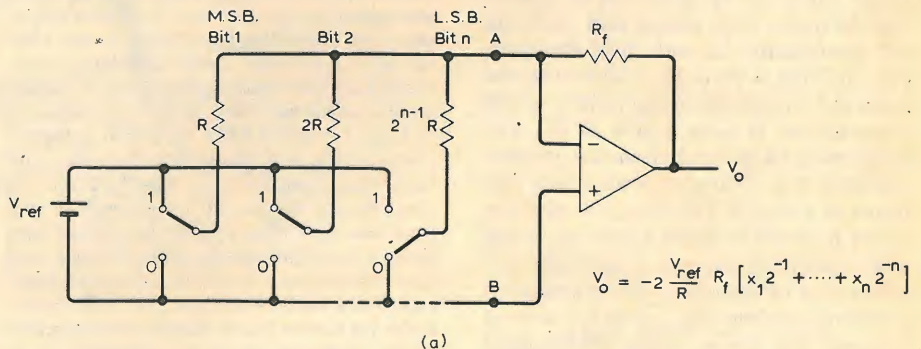 M.S.B.
Bit 1
Bit 2
L.S.B.
Bit n
A
R_f
R
2R
2^{n-1} R
V_ref
1
1
1
0
0
0
B
−
+
V_o
V_o = -2 \frac{V_ref}{R} R_f [x_1 2^{-1} + ····· + x_n 2^{-n}]
(a)